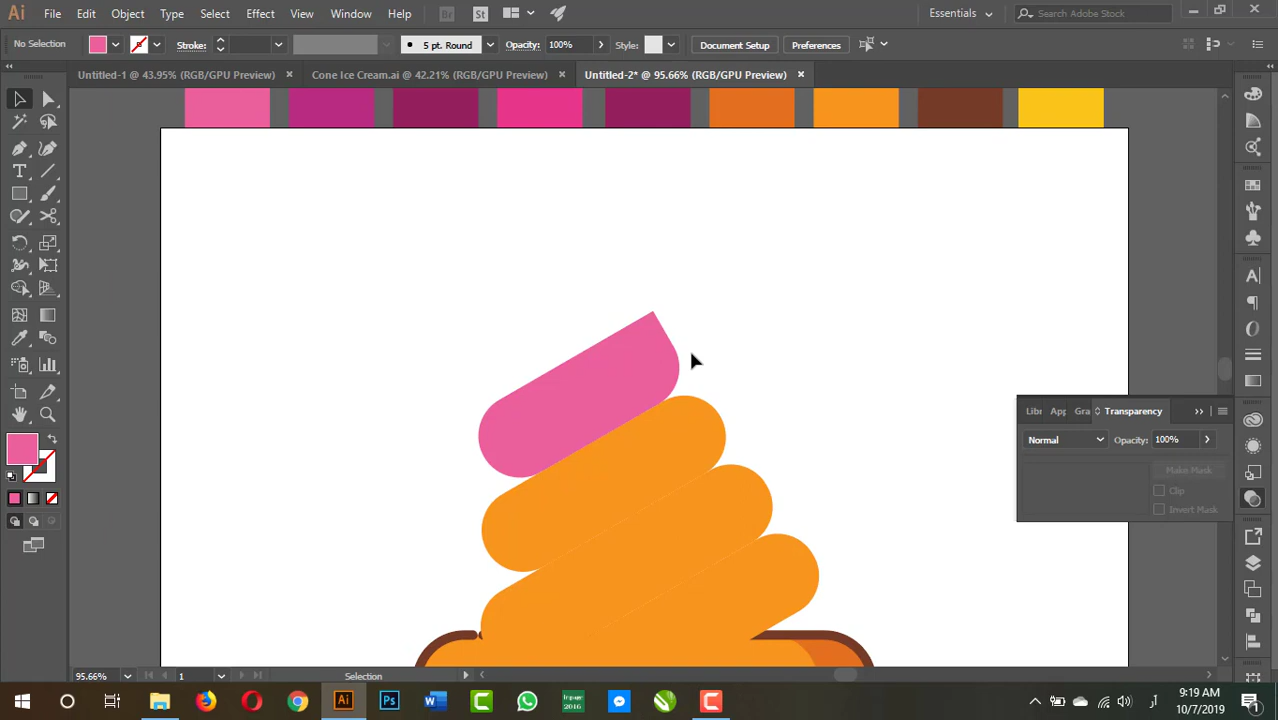 Ai File Edit Object Type Select Effect View Window Help Br St Essentials Search Adobe Stock
No Selection Stroke: 5 pt. Round Opacity: 100% Style: Document Setup Preferences
Untitled-1 @ 43.95% (RGB/GPU Preview) Cone Ice Cream.ai @ 42.21% (RGB/GPU Preview) Untitled-2* @ 95.66% (RGB/GPU Preview)
Gra Transparency
Normal Opacity: 100%
Make Mask
Clip
Invert Mask
95.66% 1 Selection
9:19 AM
10/7/2019